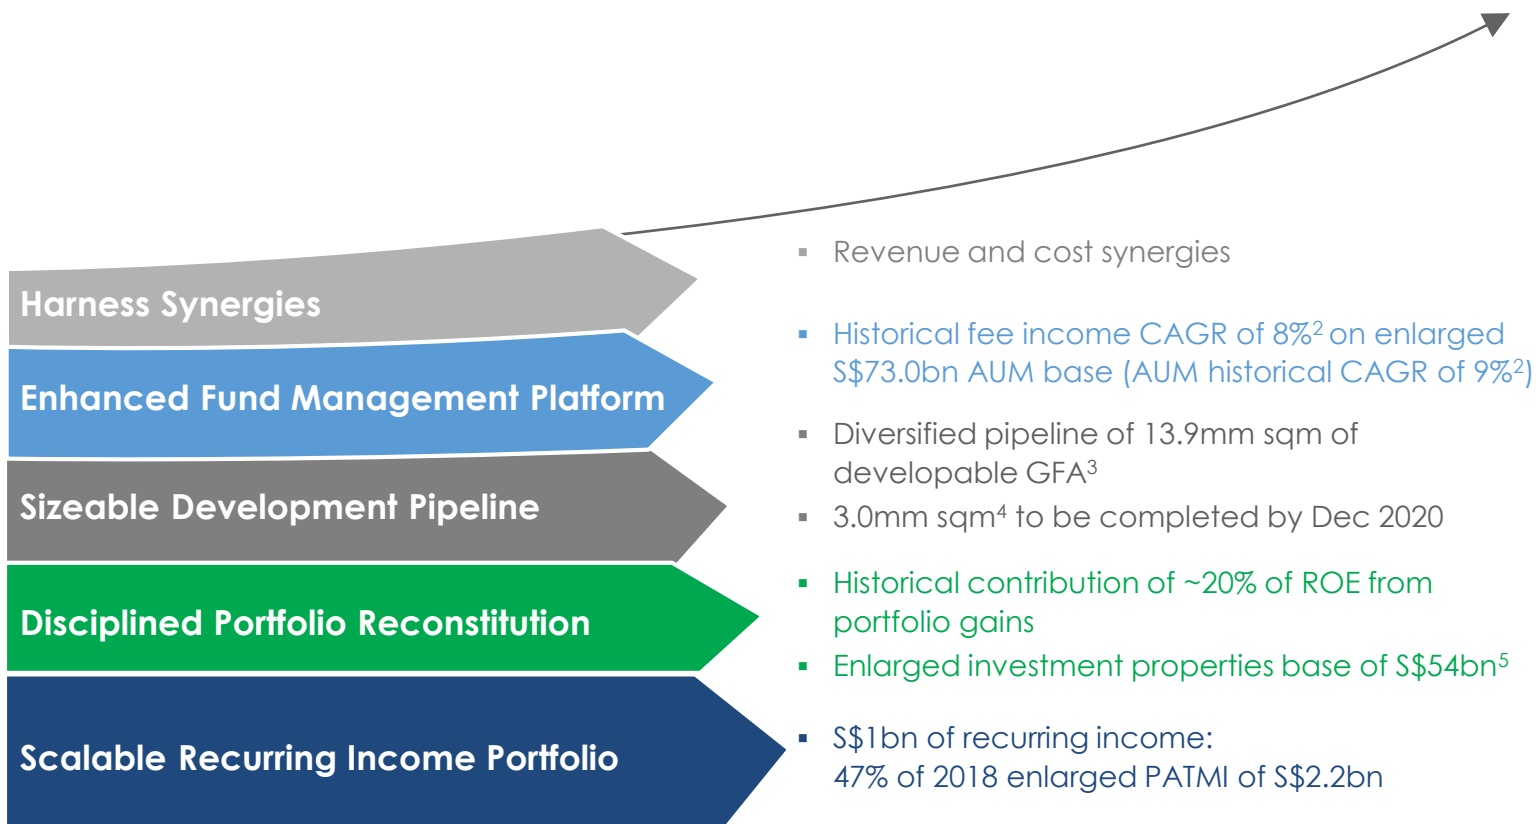 Harness Synergies
▪ Revenue and cost synergies
Enhanced Fund Management Platform
▪ Historical fee income CAGR of 8%² on enlarged
S$73.0bn AUM base (AUM historical CAGR of 9%²)
Sizeable Development Pipeline
▪ Diversified pipeline of 13.9mm sqm of
developable GFA³
▪ 3.0mm sqm⁴ to be completed by Dec 2020
Disciplined Portfolio Reconstitution
▪ Historical contribution of ~20% of ROE from
portfolio gains
▪ Enlarged investment properties base of S$54bn⁵
Scalable Recurring Income Portfolio
▪ S$1bn of recurring income:
47% of 2018 enlarged PATMI of S$2.2bn